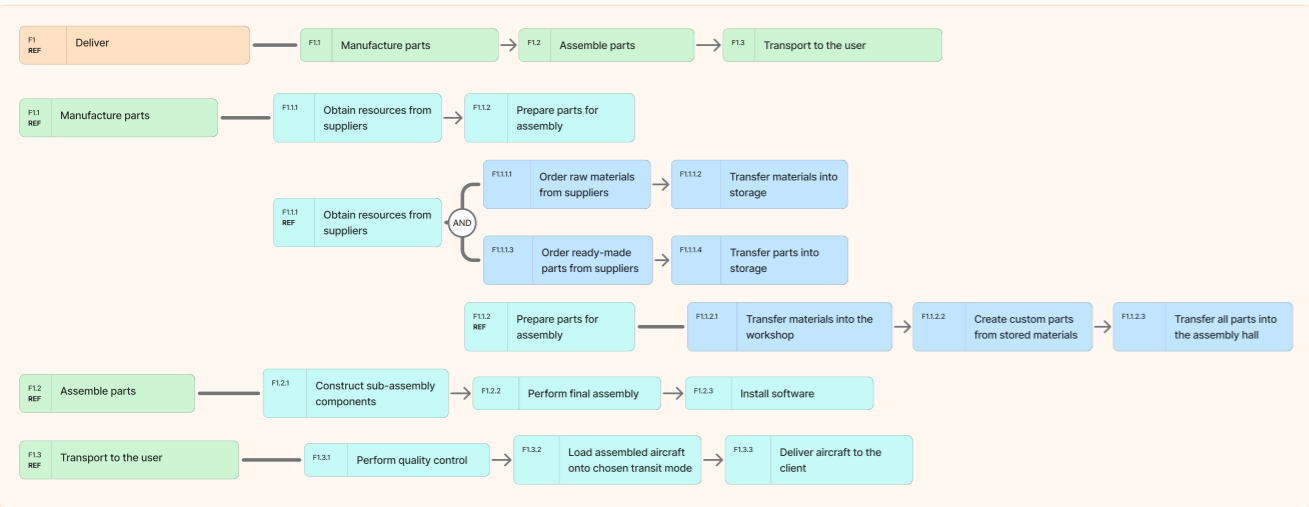 F1
REF
Deliver
F1.1
Manufacture parts
F1.2
Assemble parts
F1.3
Transport to the user
F1.1
REF
Manufacture parts
F1.1.1
Obtain resources from
suppliers
F1.1.2
Prepare parts for
assembly
F1.1.1
REF
Obtain resources from
suppliers
AND
F1.1.1.1
Order raw materials
from suppliers
F1.1.1.2
Transfer materials into
storage
F1.1.1.3
Order ready-made
parts from suppliers
F1.1.1.4
Transfer parts into
storage
F1.1.2
REF
Prepare parts for
assembly
F1.1.2.1
Transfer materials into the
workshop
F1.1.2.2
Create custom parts
from stored materials
F1.1.2.3
Transfer all parts into
the assembly hall
F1.2
REF
Assemble parts
F1.2.1
Construct sub-assembly
components
F1.2.2
Perform final assembly
F1.2.3
Install software
F1.3
REF
Transport to the user
F1.3.1
Perform quality control
F1.3.2
Load assembled aircraft
onto chosen transit mode
F1.3.3
Deliver aircraft to the
client